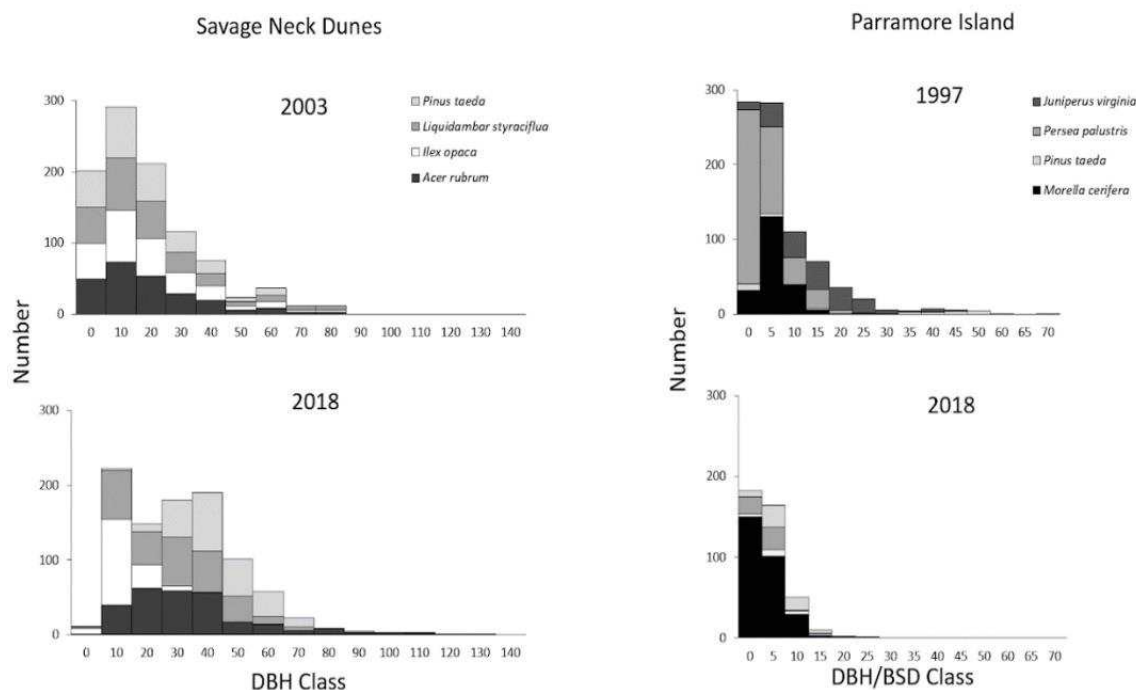 Savage Neck Dunes
Parramore Island
2003
Pinus taeda
Liquidambar styraciflua
Ilex opaca
Acer rubrum
300
200
100
0
0 10 20 30 40 50 60 70 80 90 100 110 120 130 140
1997
Juniperus virginia
Persea palustris
Pinus taeda
Morella cerifera
300
200
100
0
0 5 10 15 20 25 30 35 40 45 50 60 65 70
Number
Number
2018
300
200
100
0
0 10 20 30 40 50 60 70 80 90 100 110 120 130 140
DBH Class
2018
300
200
100
0
0 5 10 15 20 25 30 35 40 45 50 55 60 65 70
DBH/BSD Class